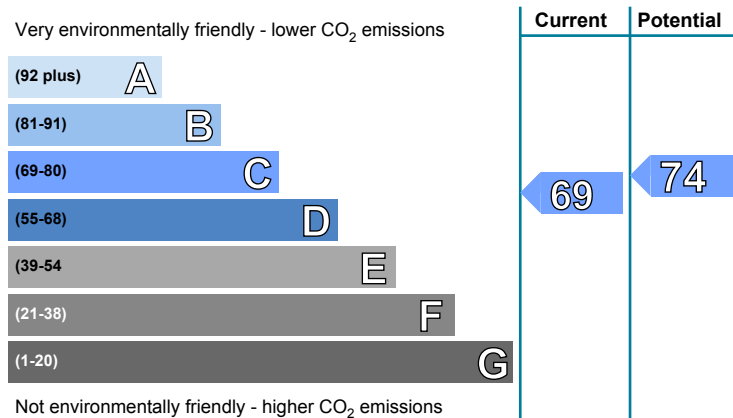 Current Potential
Very environmentally friendly - lower CO₂ emissions
(92 plus) A
(81-91) B
(69-80) C
69 74
(55-68) D
(39-54 E
(21-38) F
(1-20) G
Not environmentally friendly - higher CO₂ emissions